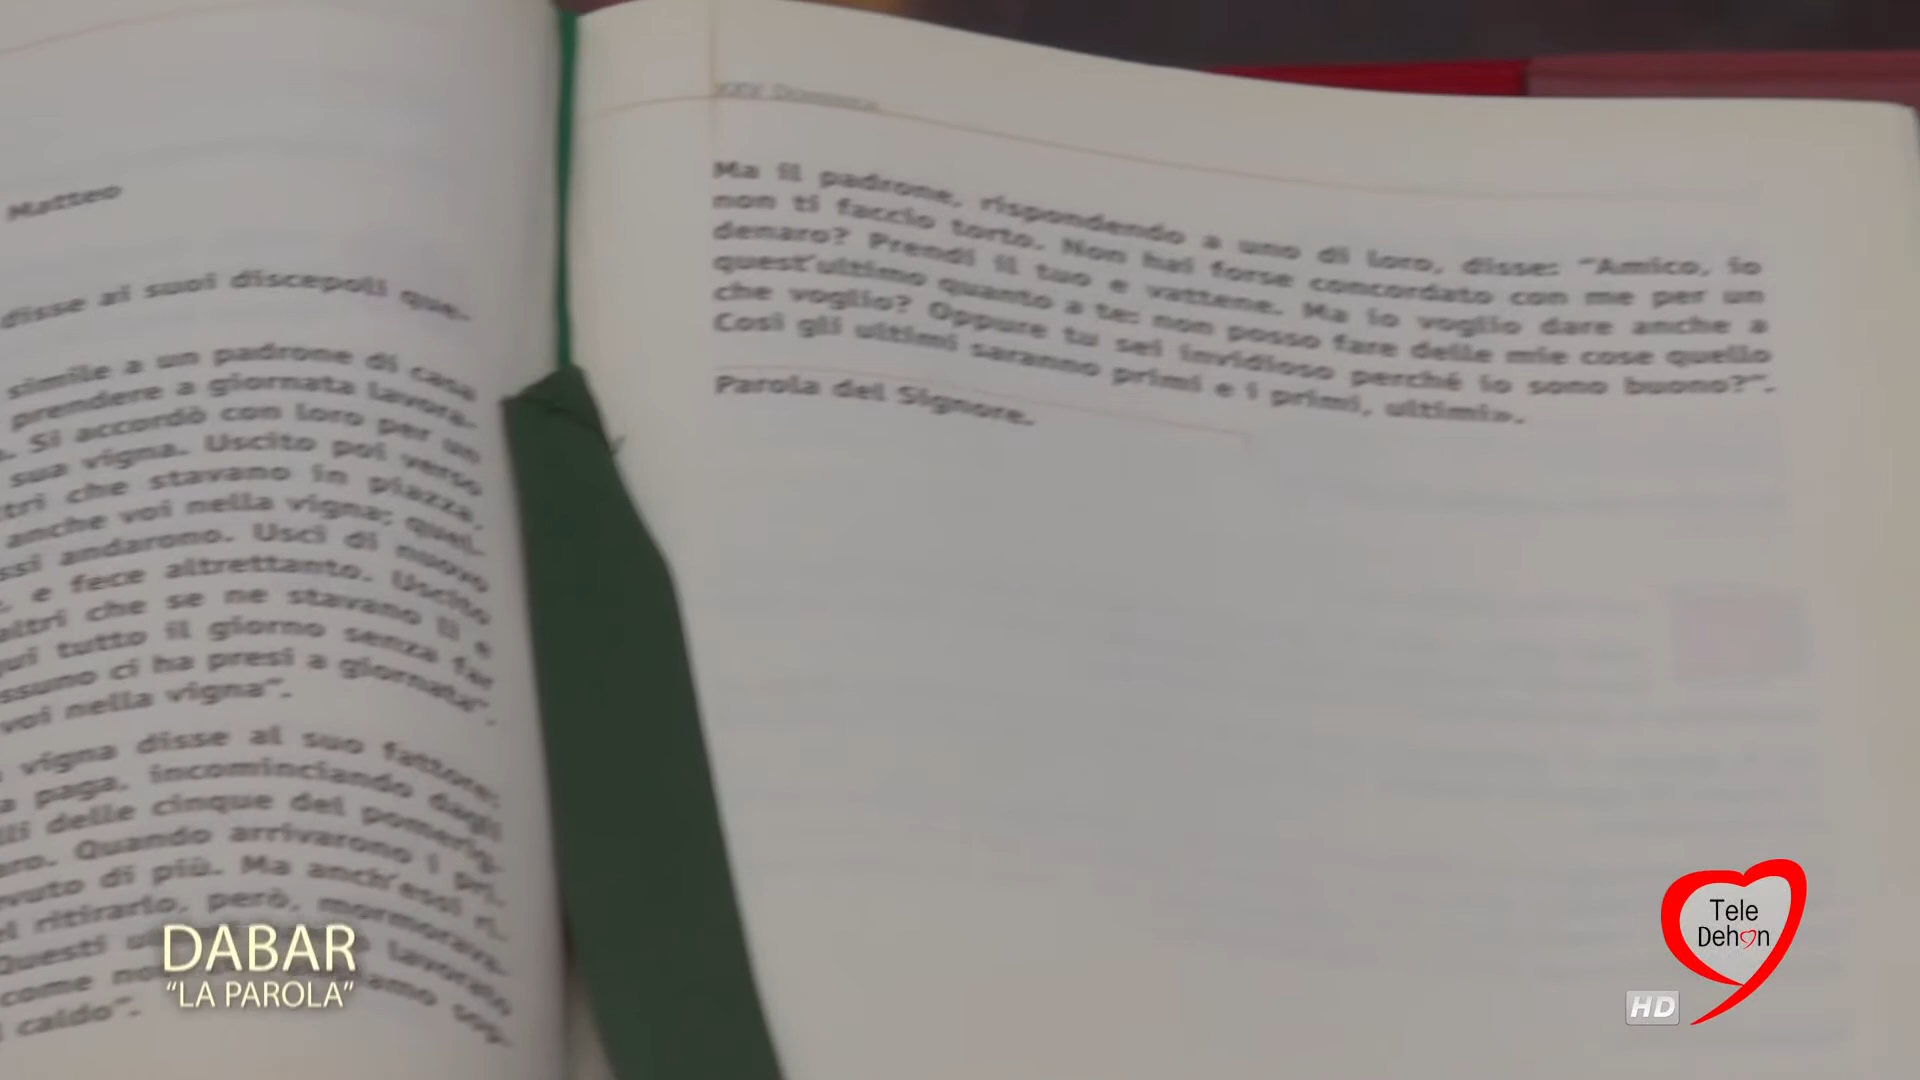 Matteo
disse ai suoi discepoli que-
simile a un padrone di casa
prendere a giornata lavora-
. Si accordò con loro per un
sua vigna. Uscito poi verso
tri che stavano in piazza,
anche voi nella vigna; quel-
ssi andarono. Uscì di nuovo
, e fece altrettanto. Uscito
altri che se ne stavano lì e
qui tutto il giorno senza far
ssuno ci ha presi a giornata”.
voi nella vigna”.
vigna disse al suo fattore:
a paga, incominciando dagli
lli delle cinque del pomerig-
aro. Quando arrivarono i pri-
vuto di più. Ma anch'essi ri-
el ritirarlo, però, mormorava-
Questi lavorato
come
caldo”.
Ma il padrone, rispondendo a uno di loro, disse: “Amico, io
non ti faccio torto. Non hai forse concordato con me per un
denaro? Prendi il tuo e vattene. Ma io voglio dare anche a
quest'ultimo quanto a te: non posso fare delle mie cose quello
che voglio? Oppure tu sei invidioso perché io sono buono?”.
Così gli ultimi saranno primi e i primi, ultimi».
Parola del Signore.
DABAR
“LA PAROLA”
Tele
Dehon
HD